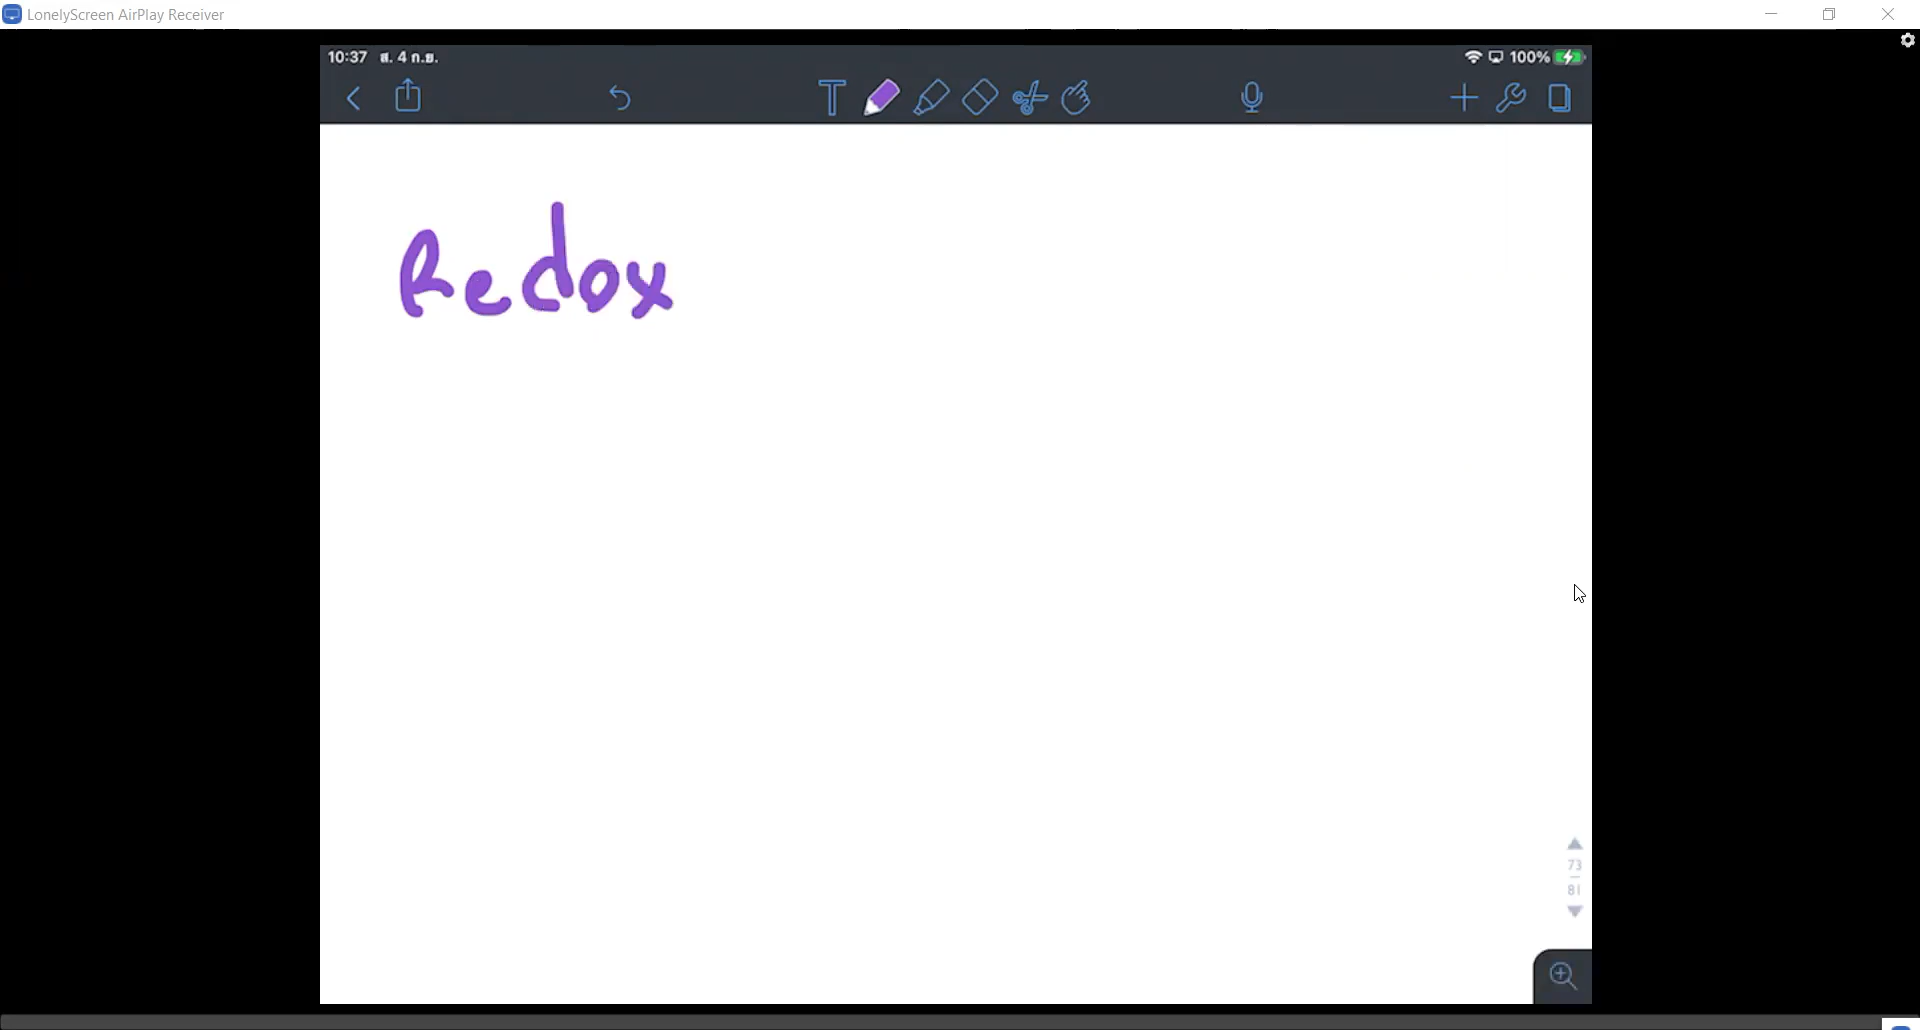 LonelyScreen AirPlay Receiver
10:37 ส. 4 ก.ย. 100%
T
Redox
73
81